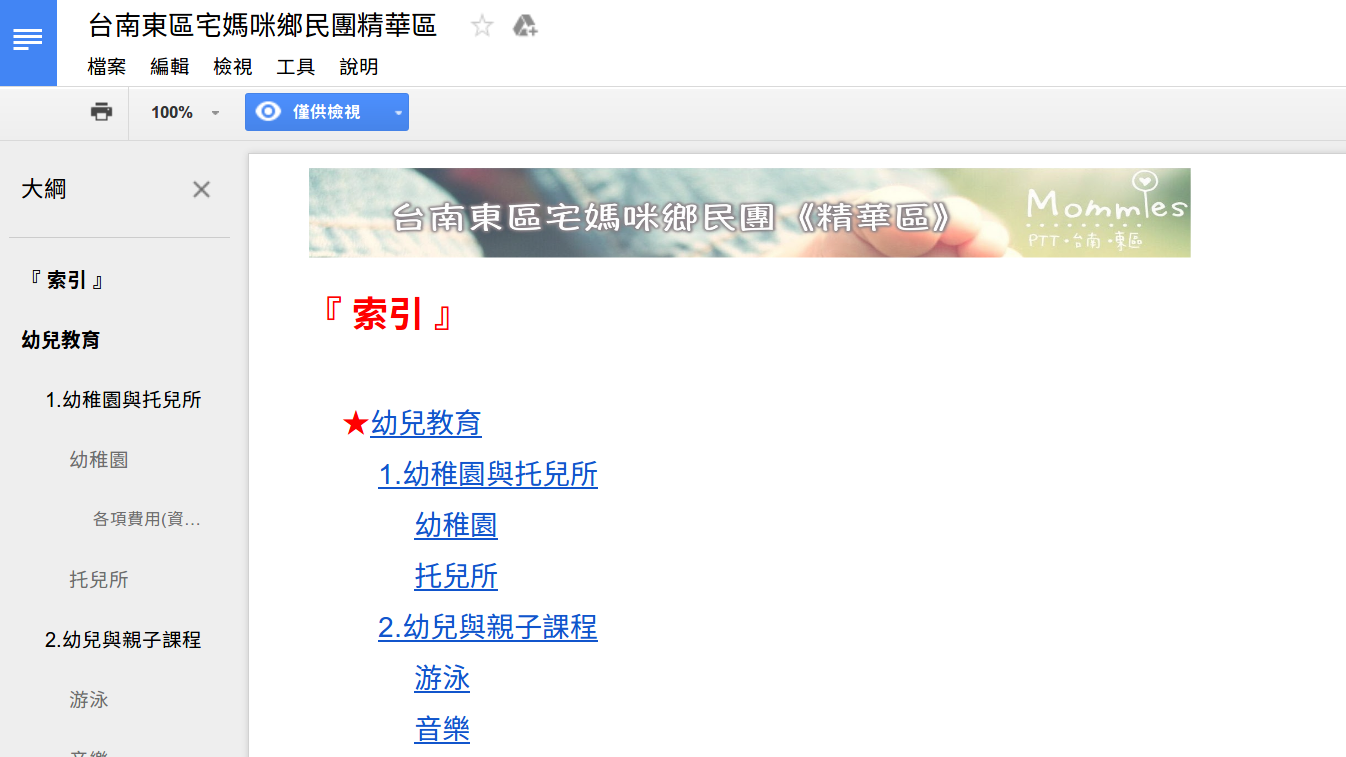 台南東區宅媽咪鄉民團精華區
檔案 編輯 檢視 工具 說明
100% 僅供檢視
大綱
『 索引 』
幼兒教育
1.幼稚園與托兒所
幼稚園
各項費用(資...
托兒所
2.幼兒與親子課程
游泳
音樂
台南東區宅媽咪鄉民團《精華區》
Mommies
PTT·台南·東區
『 索引 』
★幼兒教育
1.幼稚園與托兒所
幼稚園
托兒所
2.幼兒與親子課程
游泳
音樂